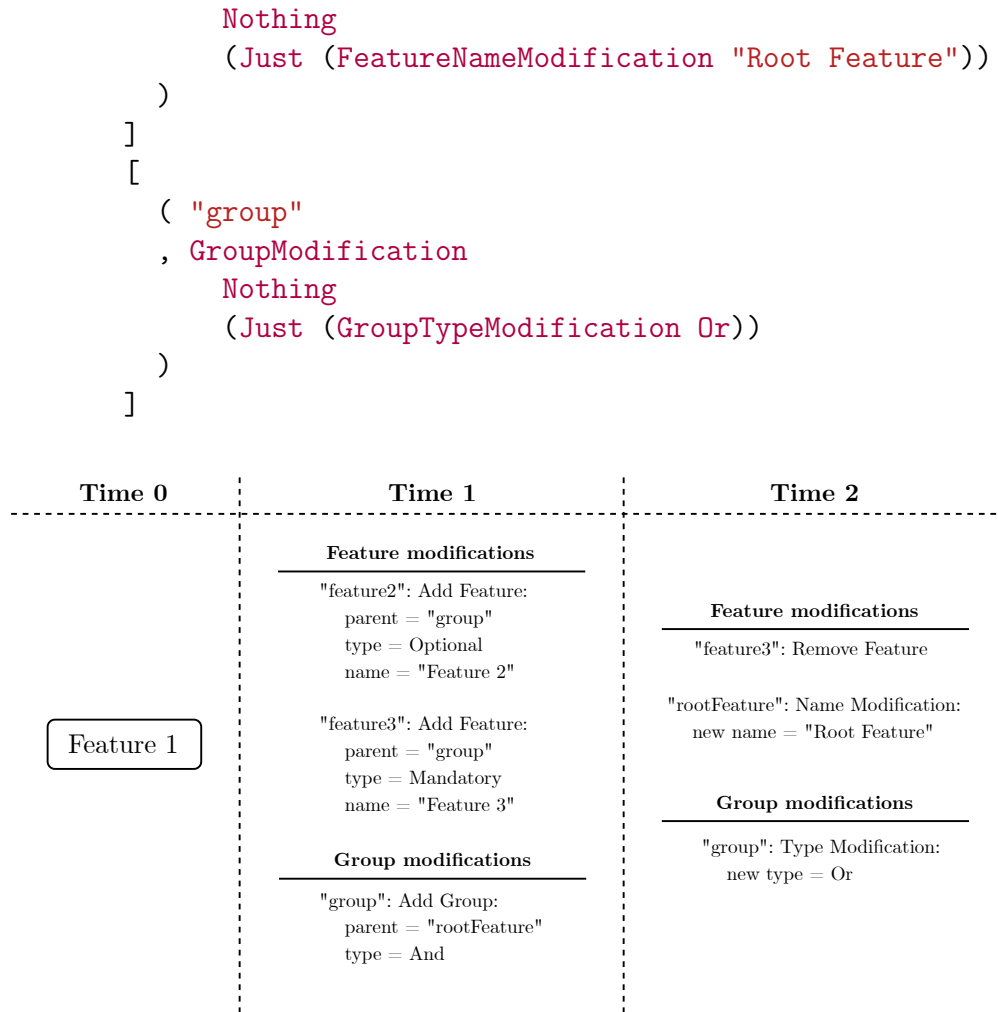 Nothing
(Just (FeatureNameModification "Root Feature"))
)
]
[
( "group"
, GroupModification
Nothing
(Just (GroupTypeModification Or))
)
]
Time 0
Feature 1
Time 1
Feature modifications
"feature2": Add Feature:
parent = "group"
type = Optional
name = "Feature 2"
"feature3": Add Feature:
parent = "group"
type = Mandatory
name = "Feature 3"
Group modifications
"group": Add Group:
parent = "rootFeature"
type = And
Time 2
Feature modifications
"feature3": Remove Feature
"rootFeature": Name Modification:
new name = "Root Feature"
Group modifications
"group": Type Modification:
new type = Or